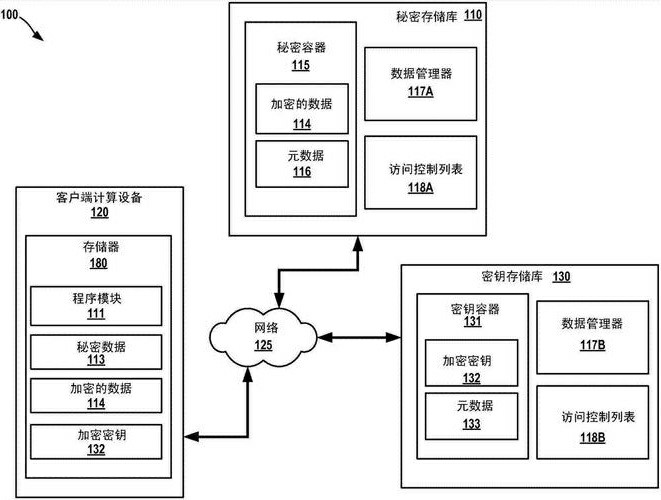 100
秘密存储库 110
秘密容器
115
加密的数据
114
元数据
116
数据管理器
117A
访问控制列表
118A
客户端计算设备
120
存储器
180
程序模块
111
秘密数据
113
加密的数据
114
加密密钥
132
网络
125
密钥存储库 130
密钥容器
131
加密密钥
132
元数据
133
数据管理器
117B
访问控制列表
118B